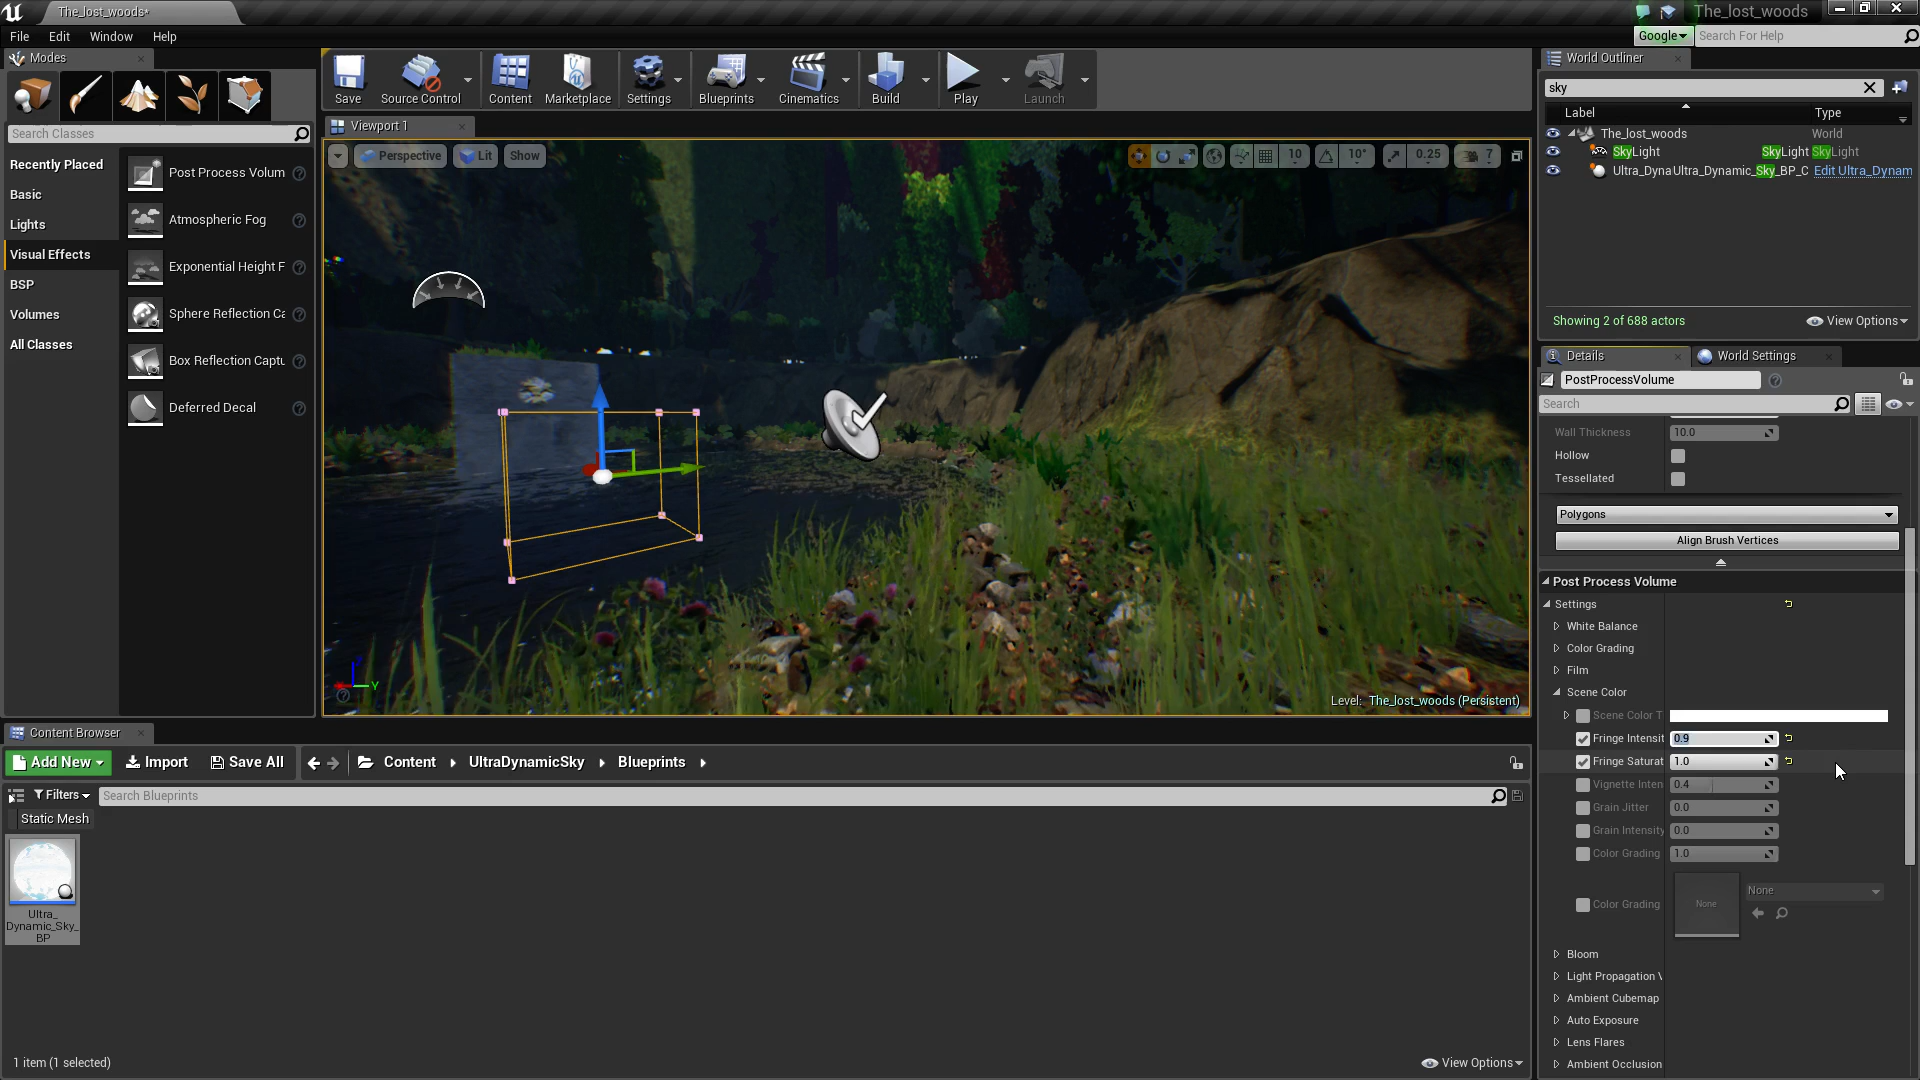 The_lost_woods*
The_lost_woods
File Edit Window Help
Google Search For Help
Modes
Search Classes
Recently Placed
Basic
Lights
Visual Effects
BSP
Volumes
All Classes
Post Process Volum
Atmospheric Fog
Exponential Height F
Sphere Reflection Ca
Box Reflection Captu
Deferred Decal
Save Source Control Content Marketplace Settings Blueprints Cinematics Build Play Launch
Viewport 1
Perspective Lit Show 10 10° 0.25 7
Y
Level: The_lost_woods (Persistent)
World Outliner
sky
Label Type
The_lost_woods World
SkyLight SkyLight SkyLight
Ultra_Dyna Ultra_Dynamic_Sky_BP_C Edit Ultra_Dynam
Showing 2 of 688 actors View Options
Details World Settings
PostProcessVolume
Search
Wall Thickness 10.0
Hollow
Tessellated
Polygons
Align Brush Vertices
Post Process Volume
Settings
White Balance
Color Grading
Film
Scene Color
Scene Color T
Fringe Intensit 0.9
Fringe Saturat 1.0
Vignette Inten 0.4
Grain Jitter 0.0
Grain Intensity 0.0
Color Grading 1.0
Color Grading None None
Bloom
Light Propagation V
Ambient Cubemap
Auto Exposure
Lens Flares
Ambient Occlusion
Content Browser
Add New Import Save All Content UltraDynamicSky Blueprints
Filters Search Blueprints
Static Mesh
Ultra_
Dynamic_Sky_
BP
1 item (1 selected) View Options